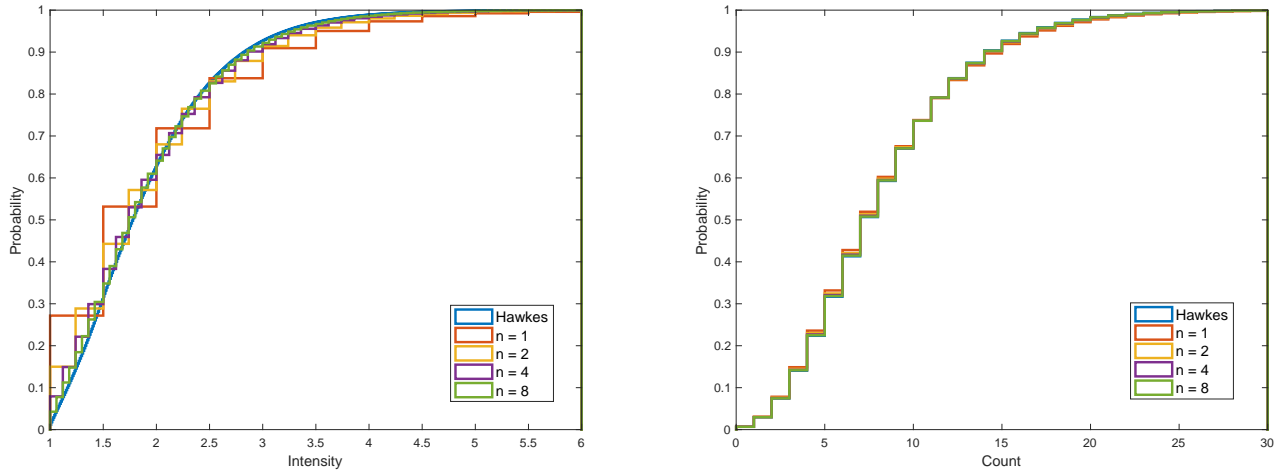 1
0.9
0.8
0.7
0.6
0.5
0.4
0.3
0.2
0.1
0
Probability
1 1.5 2 2.5 3 3.5 4 4.5 5 5.5 6
Intensity
Hawkes
n = 1
n = 2
n = 4
n = 8
1
0.9
0.8
0.7
0.6
0.5
0.4
0.3
0.2
0.1
0
Probability
0 5 10 15 20 25 30
Count
Hawkes
n = 1
n = 2
n = 4
n = 8